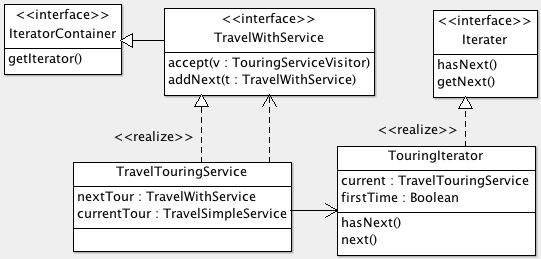 <<interface>>
IteratorContainer
getIterator()
<<interface>>
TravelWithService
accept(v : TouringServiceVisitor)
addNext(t : TravelWithService)
<<interface>>
Iterater
hasNext()
getNext()
<<realize>>
<<realize>>
TravelTouringService
nextTour : TravelWithService
currentTour : TravelSimpleService
TouringIterator
current : TravelTouringService
firstTime : Boolean
hasNext()
next()